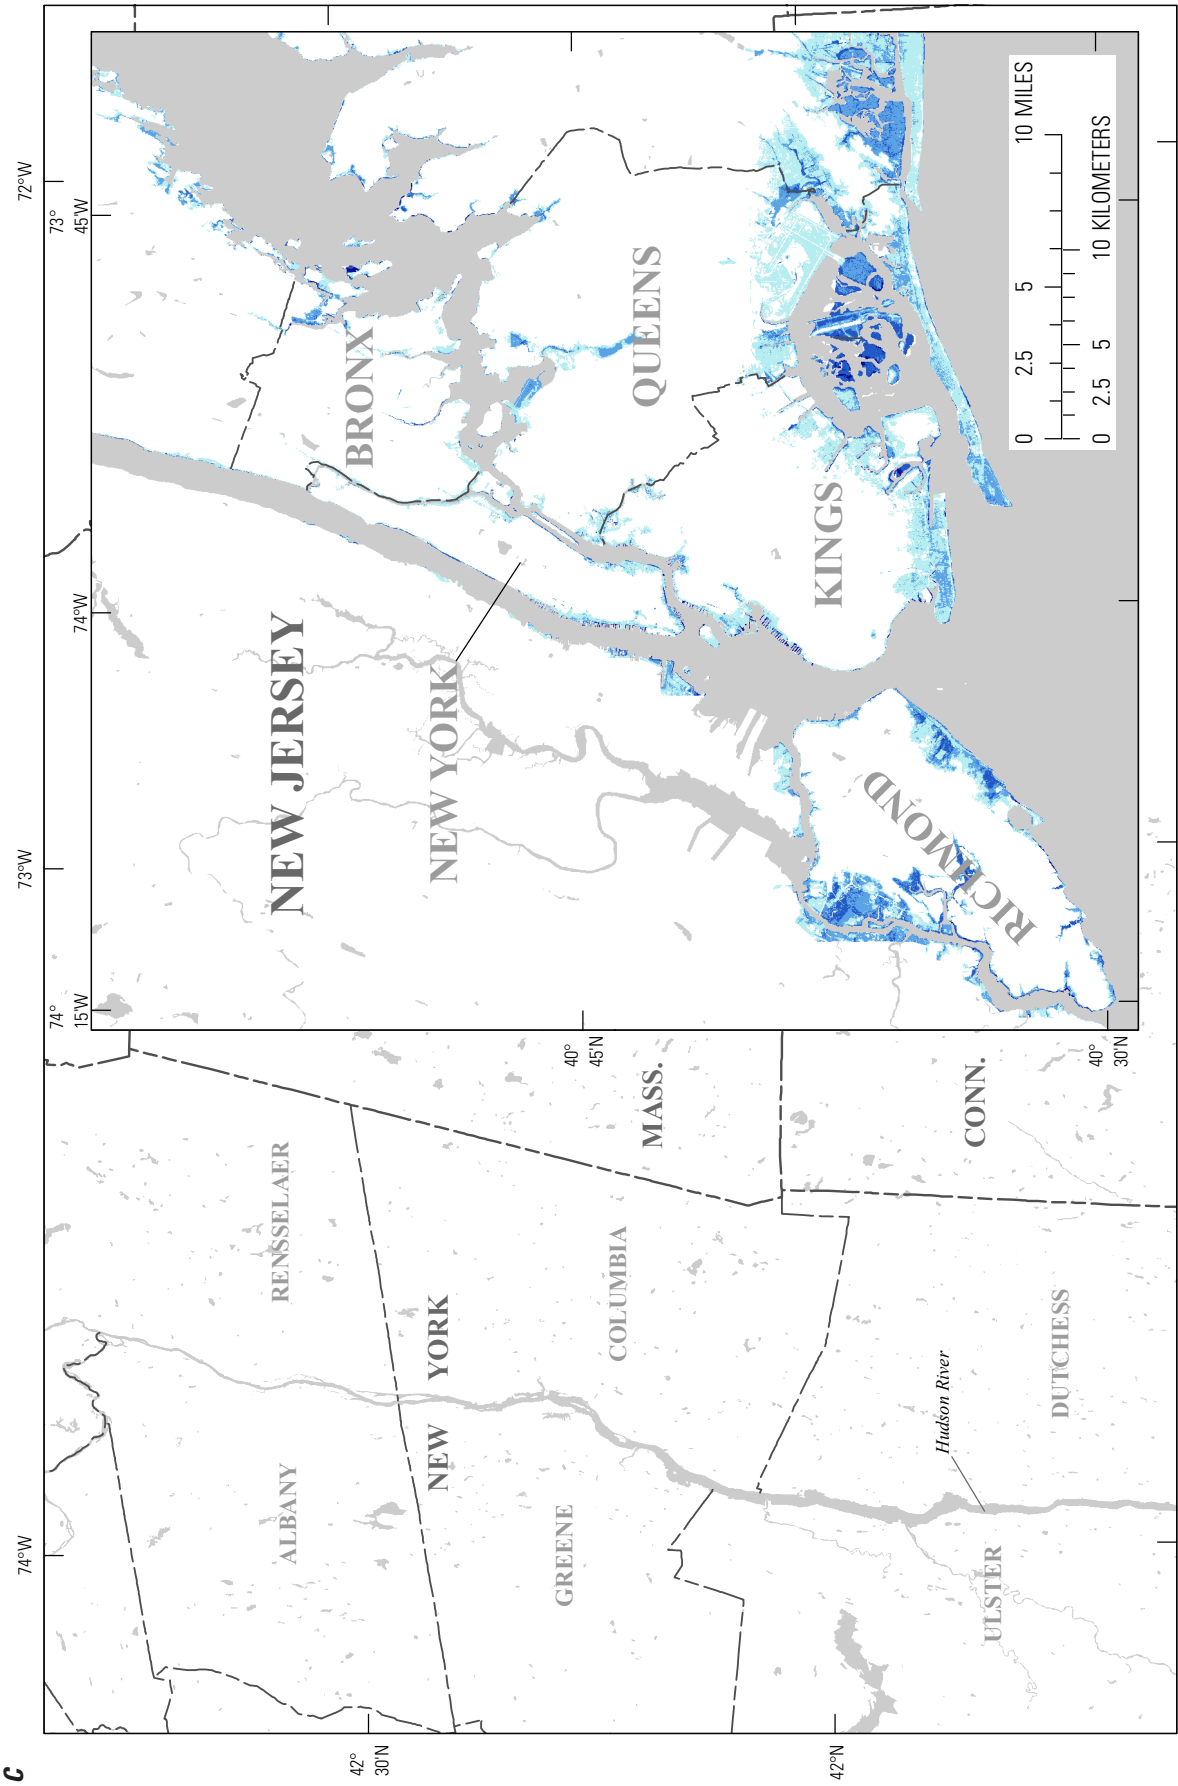 C
74°W
73°W
72°W
42°
30'N
42°N
74°
15'W
74°W
73°
45'W
40°
45'N
40°
30'N
RENSSELAER
ALBANY
NEW YORK
COLUMBIA
GREENE
MASS.
CONN.
DUTCHESS
ULSTER
Hudson River
NEW JERSEY
NEW YORK
BRONX
QUEENS
KINGS
RICHMOND
0 2.5 5 10 MILES
0 2.5 5 10 KILOMETERS